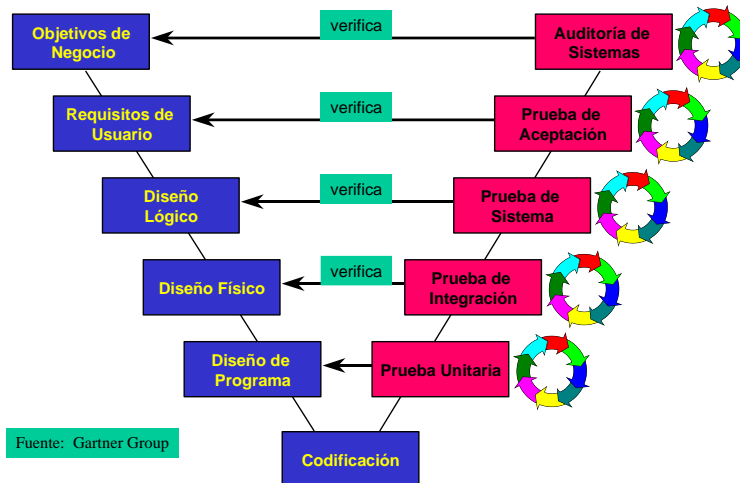 Objetivos de
Negocio
verifica
Auditoría de
Sistemas
Requisitos de
Usuario
verifica
Prueba de
Aceptación
Diseño
Lógico
verifica
Prueba de
Sistema
Diseño Físico
verifica
Prueba de
Integración
Diseño de
Programa
Prueba Unitaria
Fuente: Gartner Group
Codificación